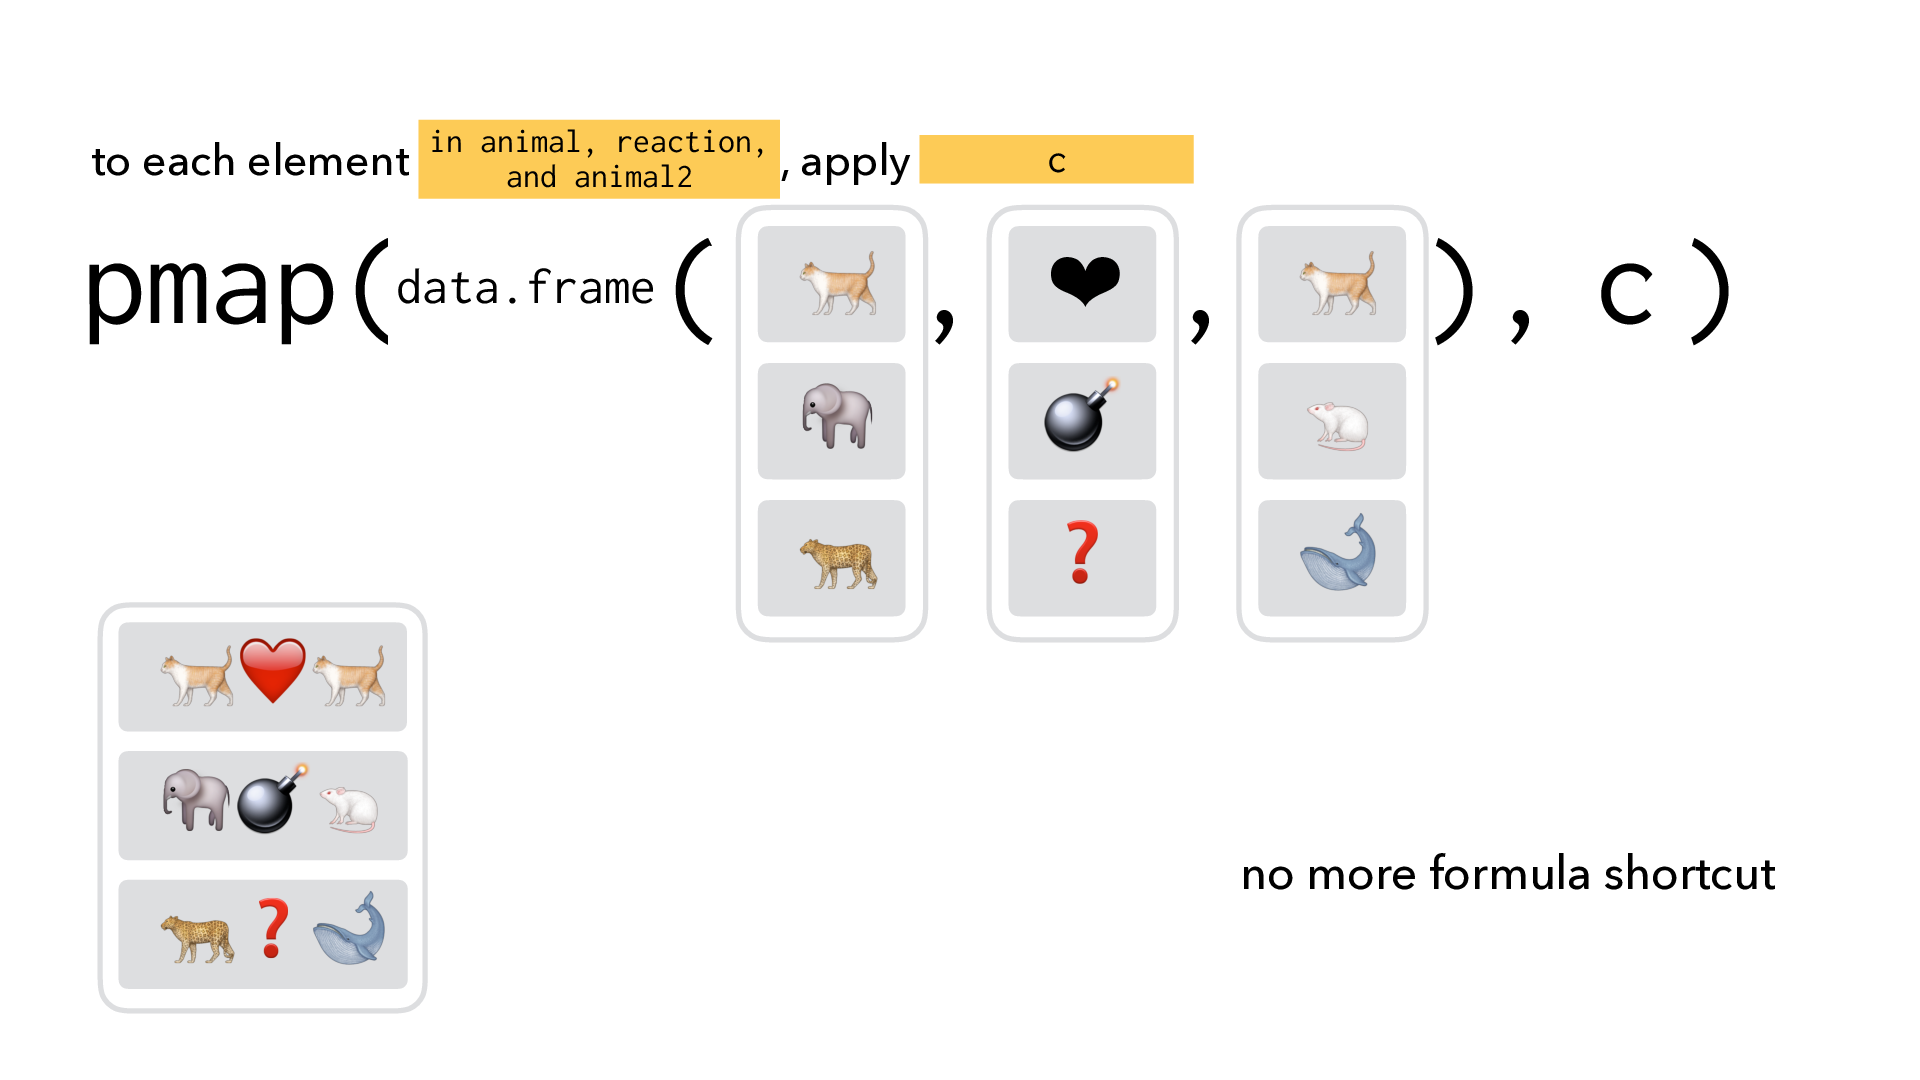 to each element in animal, reaction, and animal2, apply c
pmap(data.frame( , ❤ , ), c )
❓
❤️
❓
no more formula shortcut